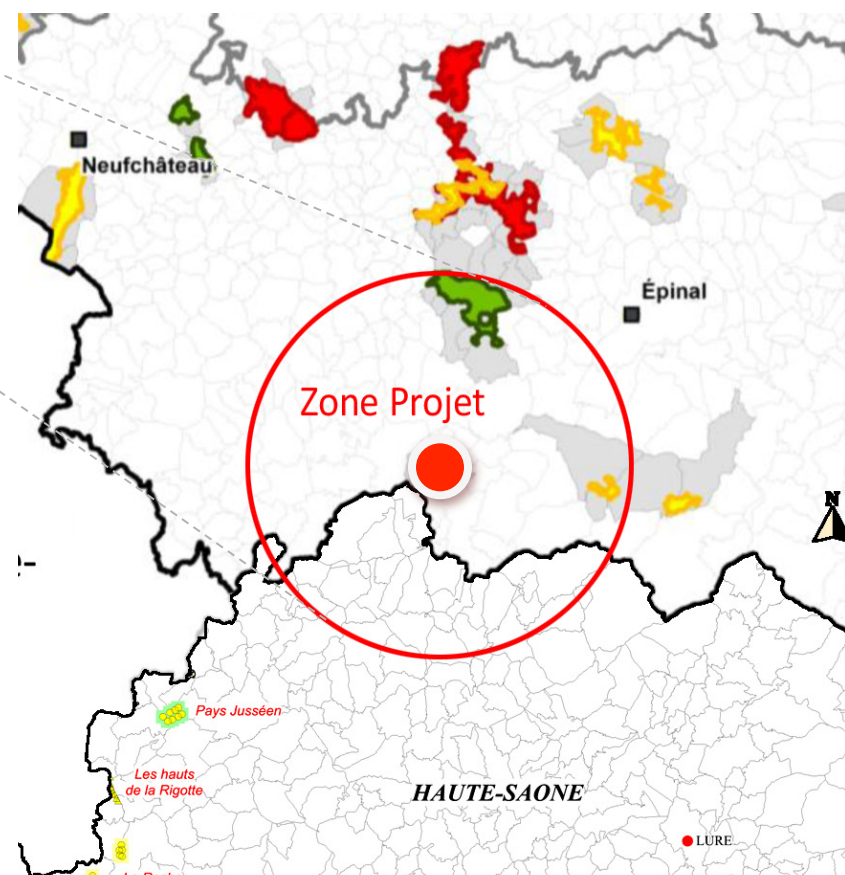 Neufchâteau
Épinal
Zone Projet
N
e-
Pays Jusséen
Les hauts
de la Rigotte
HAUTE-SAONE
LURE